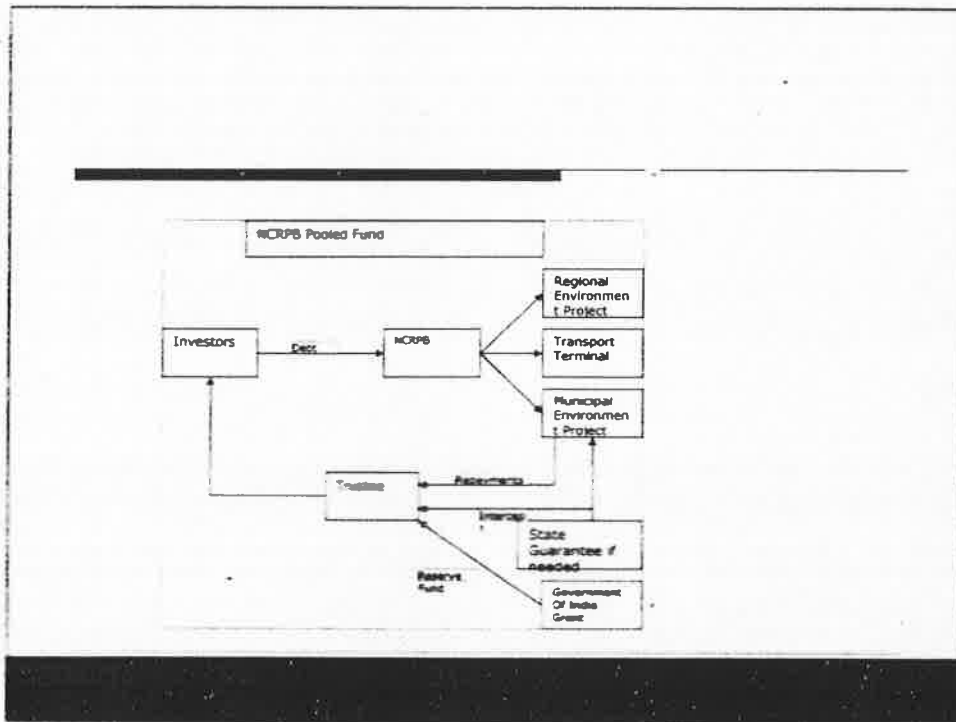 NCRPB Pooled Fund
Regional
Environmen
t Project
Investors
Debt
NCRPB
Transport
Terminal
Municipal
Environmen
t Project
Trustee
Repayments
Intercep
t
State
Guarantee if
needed
Reserve
Fund
Government
Of India
Grant